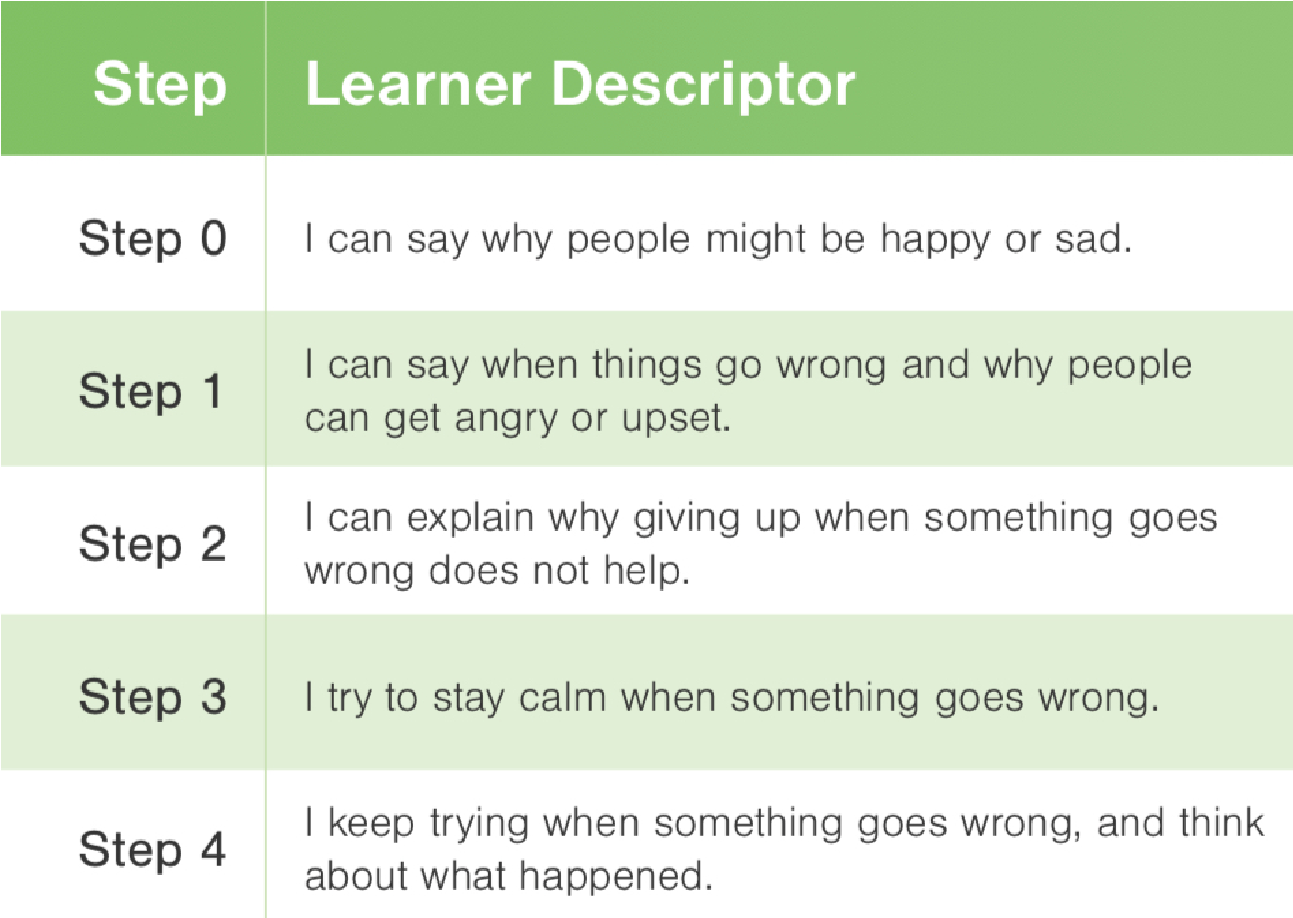 Step Learner Descriptor
Step 0 I can say why people might be happy or sad.
Step 1 I can say when things go wrong and why people
can get angry or upset.
Step 2 I can explain why giving up when something goes
wrong does not help.
Step 3 I try to stay calm when something goes wrong.
Step 4 I keep trying when something goes wrong, and think
about what happened.